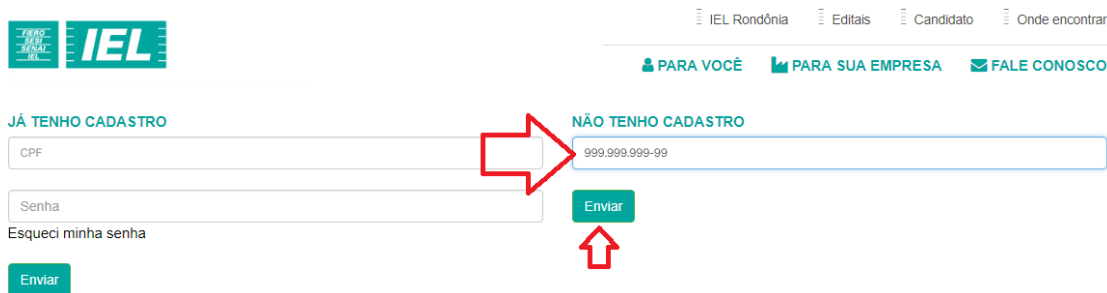 FIERO
SESI
SENAI
IEL
IEL
IEL Rondônia Editais Candidato Onde encontrar
PARA VOCÊ PARA SUA EMPRESA FALE CONOSCO
JÁ TENHO CADASTRO
CPF
Senha
Esqueci minha senha
Enviar
NÃO TENHO CADASTRO
999.999.999-99
Enviar